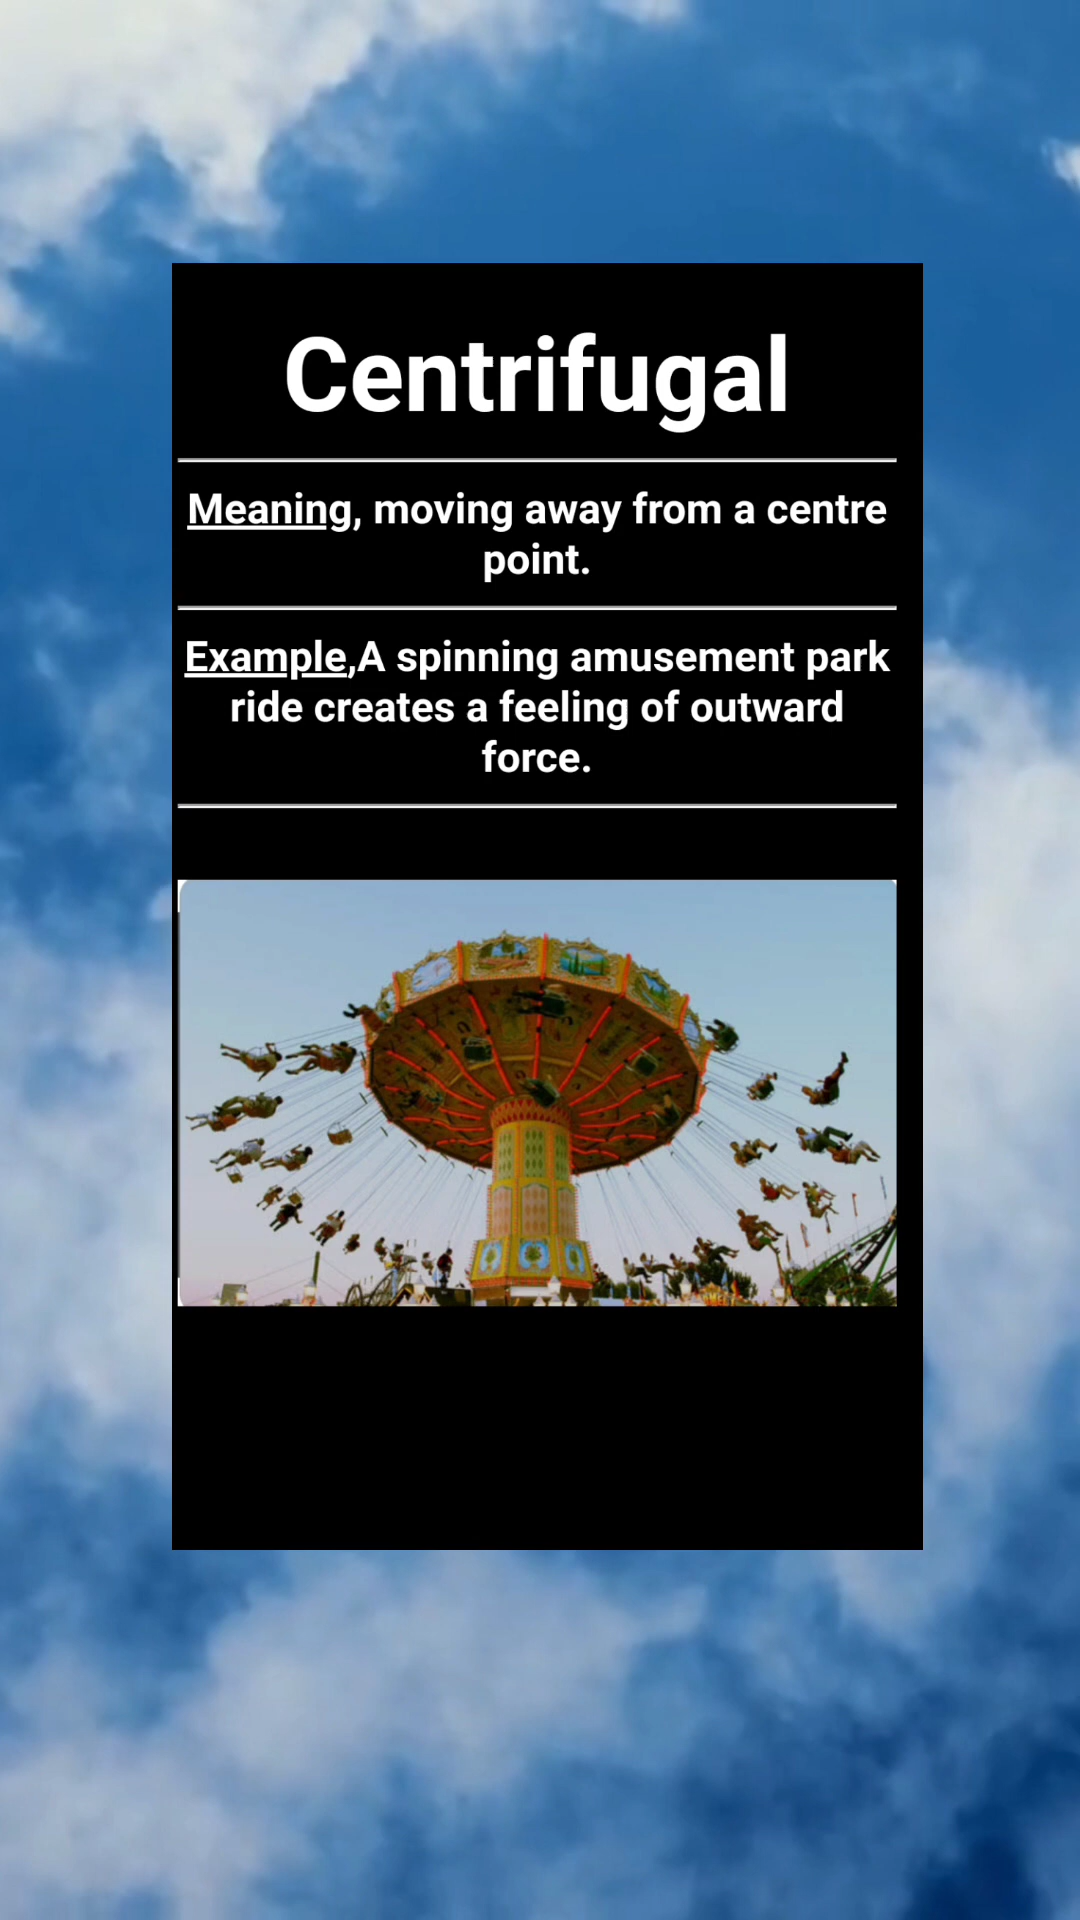 Centrifugal
Meaning, moving away from a centre
point.
Example,A spinning amusement park
ride creates a feeling of outward
force.